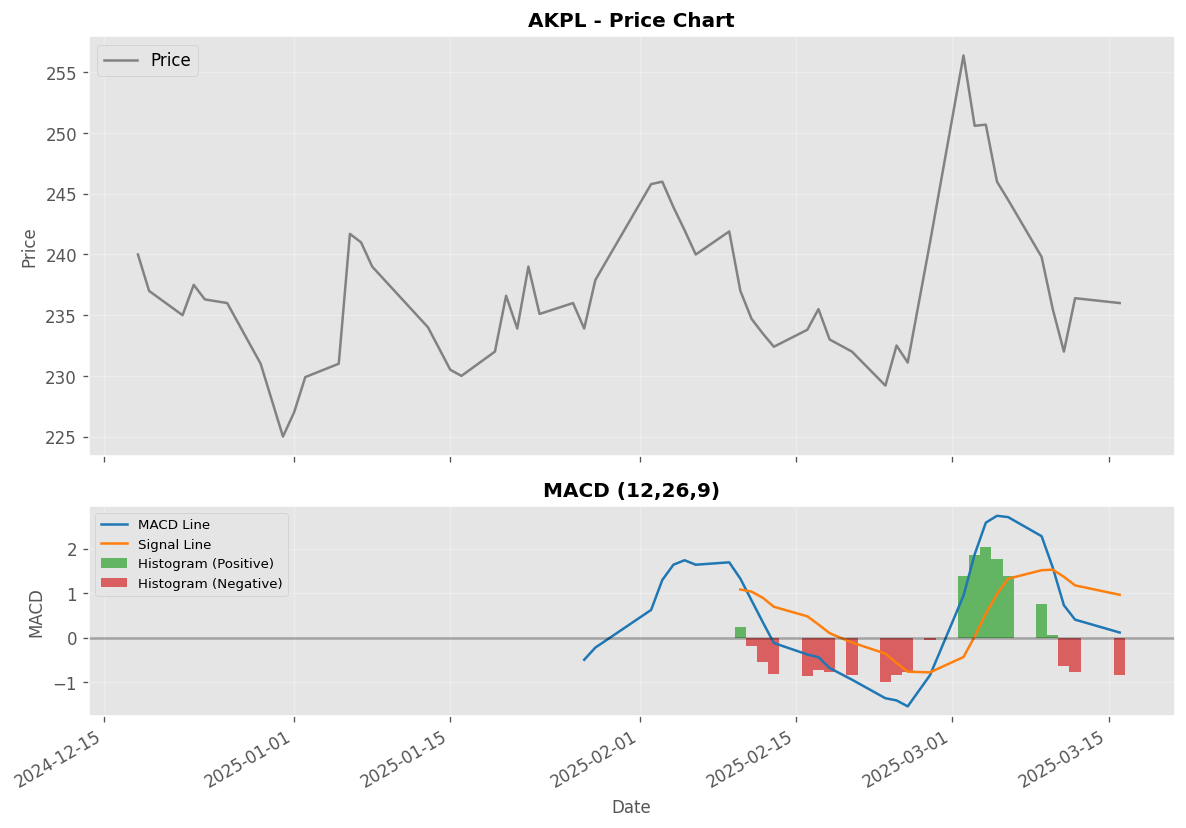 AKPL - Price Chart
Price
255
250
245
240
235
230
225
Price
MACD (12,26,9)
MACD Line
Signal Line
Histogram (Positive)
Histogram (Negative)
2
1
0
−1
MACD
2024-12-15
2025-01-01
2025-01-15
2025-02-01
2025-02-15
2025-03-01
2025-03-15
Date